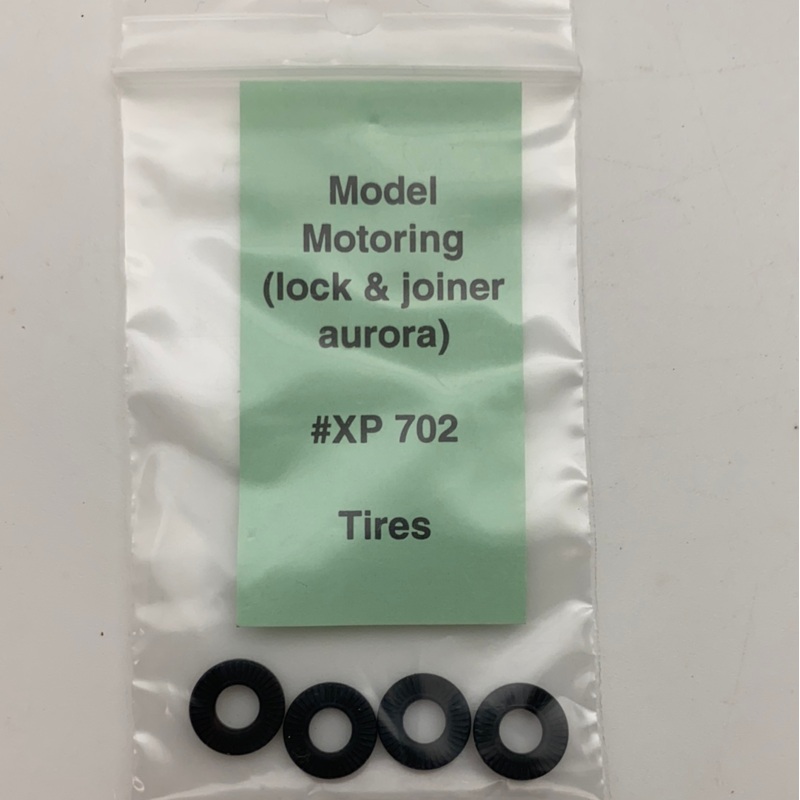 Model
Motoring
(lock & joiner
aurora)
#XP 702
Tires